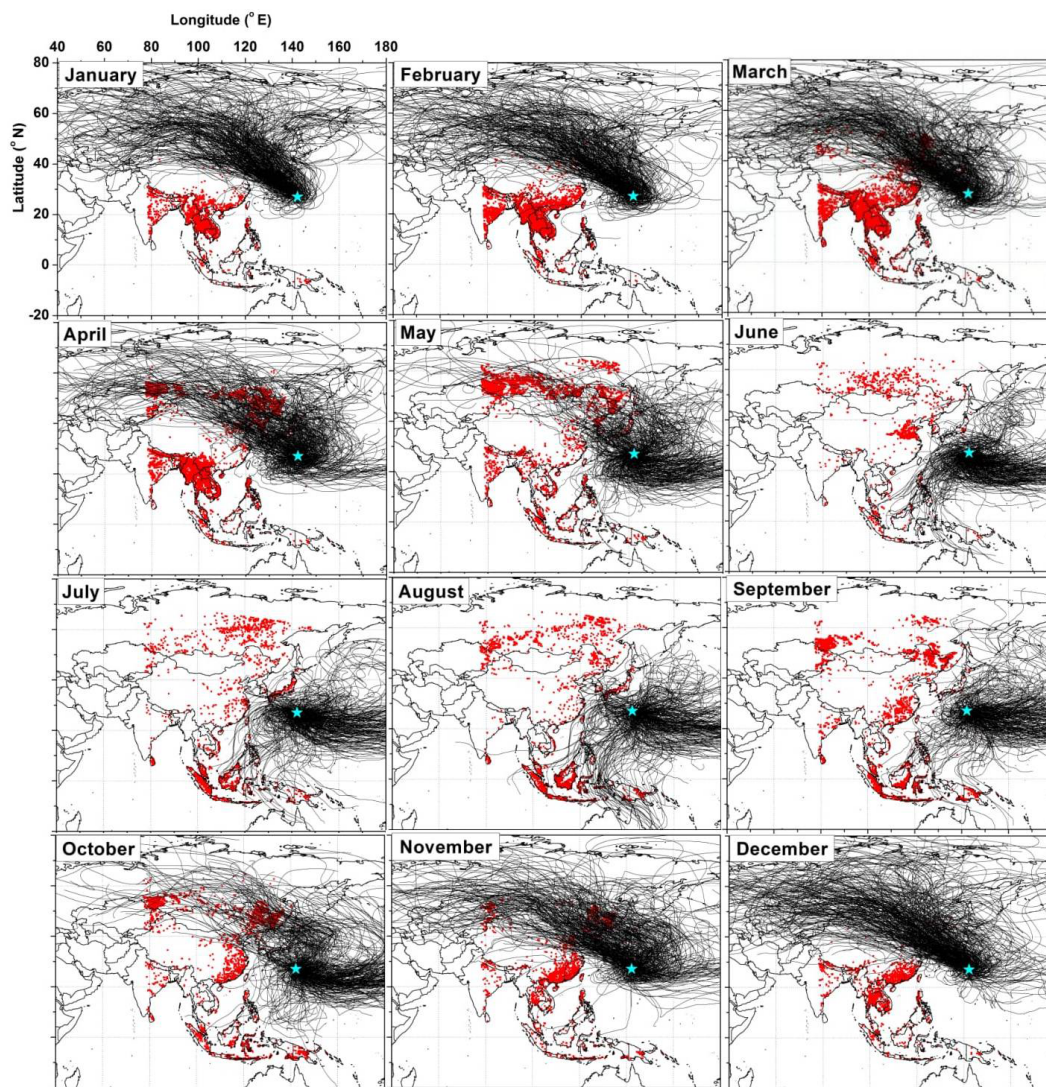 Longitude (° E)
40 60 80 100 120 140 160 180
80
60
40
20
0
-20
Latitude (° N)
January
February
March
April
May
June
July
August
September
October
November
December